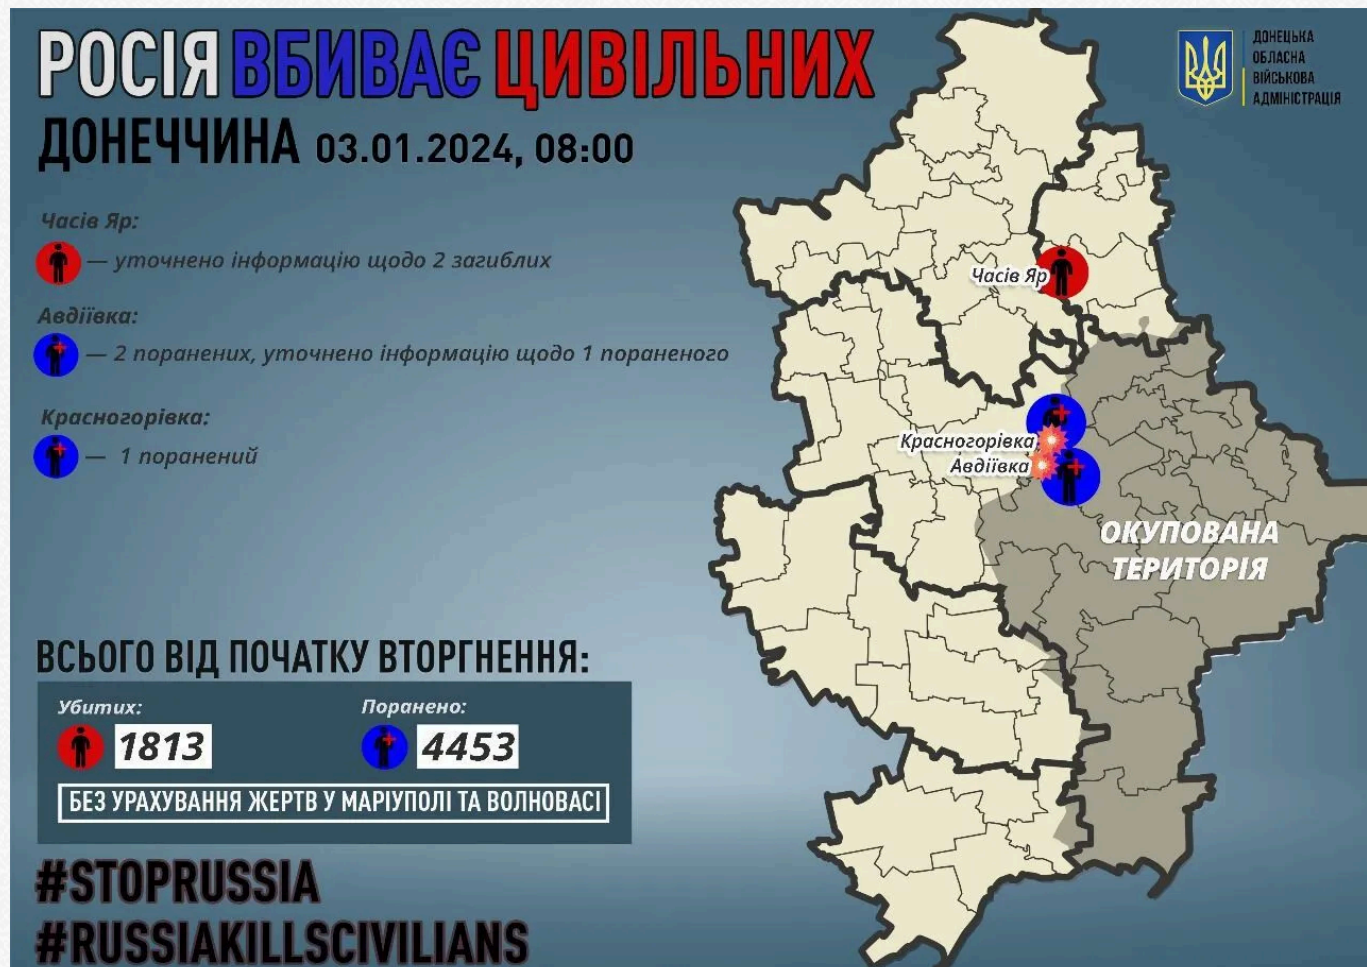 РОСІЯ ВБИВАЄ ЦИВІЛЬНИХ
ДОНЕЧЧИНА 03.01.2024, 08:00
ДОНЕЦЬКА
ОБЛАСНА
ВІЙСЬКОВА
АДМІНІСТРАЦІЯ
Часів Яр:
— уточнено інформацію щодо 2 загиблих
Авдіївка:
— 2 поранених, уточнено інформацію щодо 1 пораненого
Красногорівка:
— 1 поранений
Часів Яр
Красногорівка
Авдіївка
ОКУПОВАНА
ТЕРИТОРІЯ
ВСЬОГО ВІД ПОЧАТКУ ВТОРГНЕННЯ:
Убитих: Поранено:
1813 4453
БЕЗ УРАХУВАННЯ ЖЕРТВ У МАРІУПОЛІ ТА ВОЛНОВАСІ
#STOPRUSSIA
#RUSSIAKILLSCIVILIANS